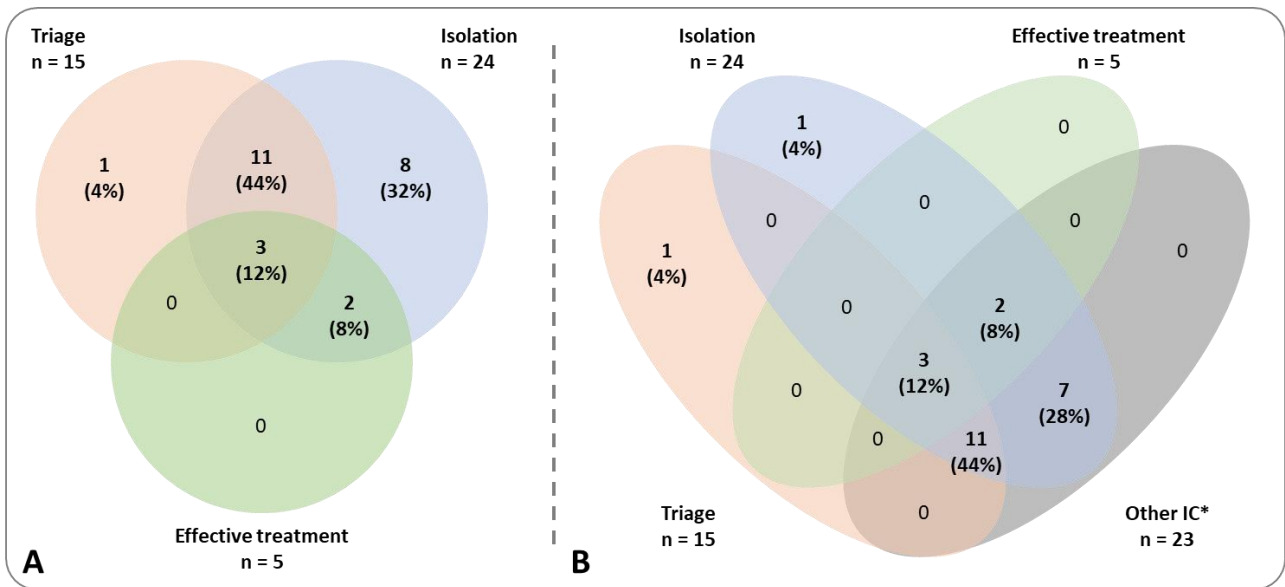 Triage
n = 15
Isolation
n = 24
1
(4%)
11
(44%)
8
(32%)
3
(12%)
0
2
(8%)
0
Effective treatment
n = 5
A
Isolation
n = 24
Effective treatment
n = 5
1
(4%)
0
0
0
0
1
(4%)
0
0
2
(8%)
3
(12%)
0
7
(28%)
0
11
(44%)
0
Triage
n = 15
Other IC*
n = 23
B